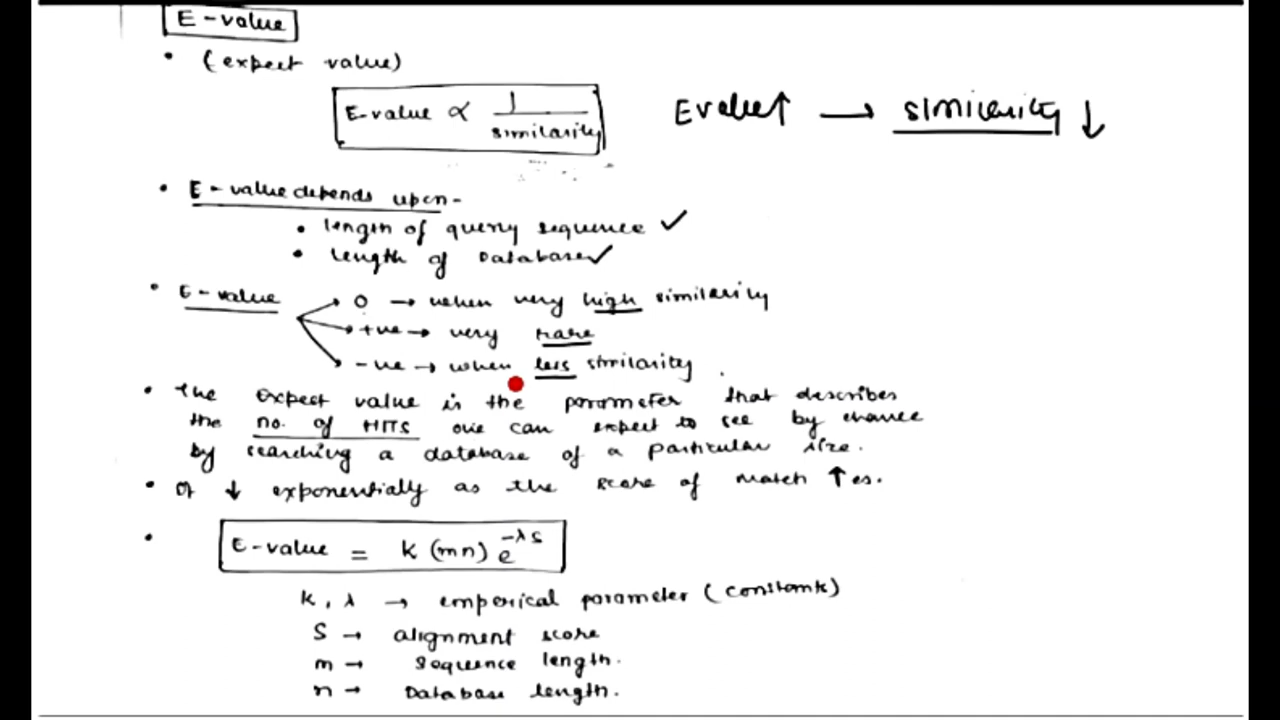 E-value
• (expect value)
E-value ∝ 1/similarity
Evalue↑ → similarity ↓
• E-value depends upon-
• length of query sequence ✓
• length of Database ✓
• E-value
→ 0 → when very high similarity
→ +ve → very rare
→ -ve → when less similarity
• The expect value is the parameter that describes
the no. of HITS one can expect to see by chance
by searching a database of a particular size.
• It ↓ exponentially as the score of match ↑es.
• E-value = K (mn) e^-λS
K, λ → emperical parameter (constants)
S → alignment score
m → sequence length.
n → Database length.